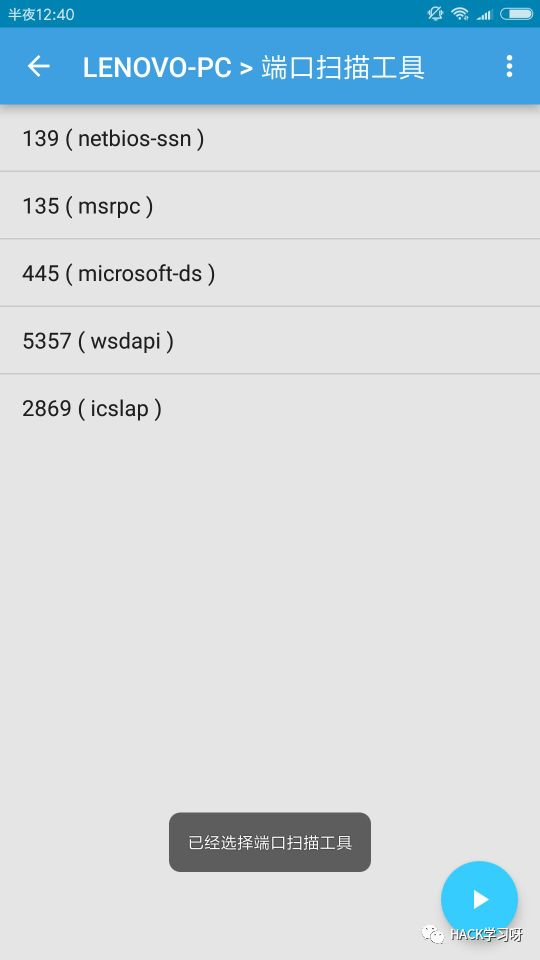 半夜12:40
LENOVO-PC > 端口扫描工具
139 ( netbios-ssn )
135 ( msrpc )
445 ( microsoft-ds )
5357 ( wsdapi )
2869 ( icslap )
已经选择端口扫描工具
HACK学习呀